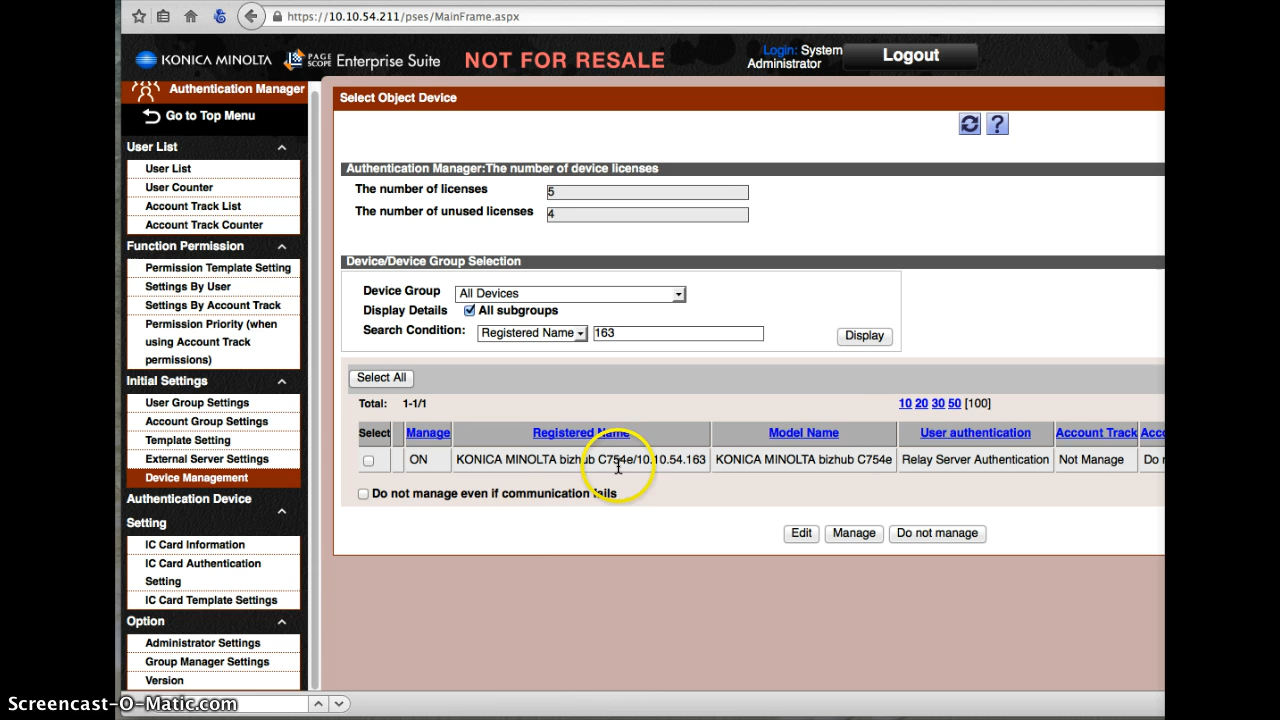 https://10.10.54.211/pses/MainFrame.aspx
KONICA MINOLTA PAGE SCOPE Enterprise Suite NOT FOR RESALE Login: System Administrator Logout
Authentication Manager
Go to Top Menu
User List
User List
User Counter
Account Track List
Account Track Counter
Function Permission
Permission Template Setting
Settings By User
Settings By Account Track
Permission Priority (when
using Account Track
permissions)
Initial Settings
User Group Settings
Account Group Settings
Template Setting
External Server Settings
Device Management
Authentication Device
Setting
IC Card Information
IC Card Authentication
Setting
IC Card Template Settings
Option
Administrator Settings
Group Manager Settings
Version
Select Object Device
?
Authentication Manager:The number of device licenses
The number of licenses 5
The number of unused licenses 4
Device/Device Group Selection
Device Group All Devices
Display Details All subgroups
Search Condition: Registered Name 163 Display
Select All
Total: 1-1/1 10 20 30 50 [100]
Select Manage Registered Name Model Name User authentication Account Track Acco
ON KONICA MINOLTA bizhub C754e/10.10.54.163 KONICA MINOLTA bizhub C754e Relay Server Authentication Not Manage Do n
Do not manage even if communication fails
Edit Manage Do not manage
Screencast-O-Matic.com